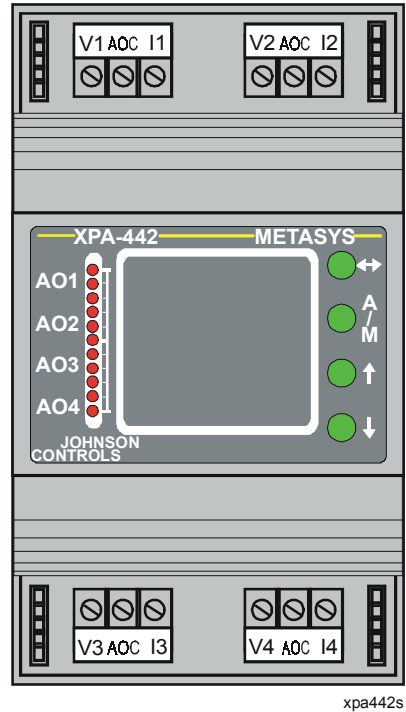 V1 AOC I1
V2 AOC I2
XPA-442
METASYS
AO1
AO2
AO3
AO4
A
/
M
JOHNSON
CONTROLS
V3 AOC I3
V4 AOC I4
xpa442s